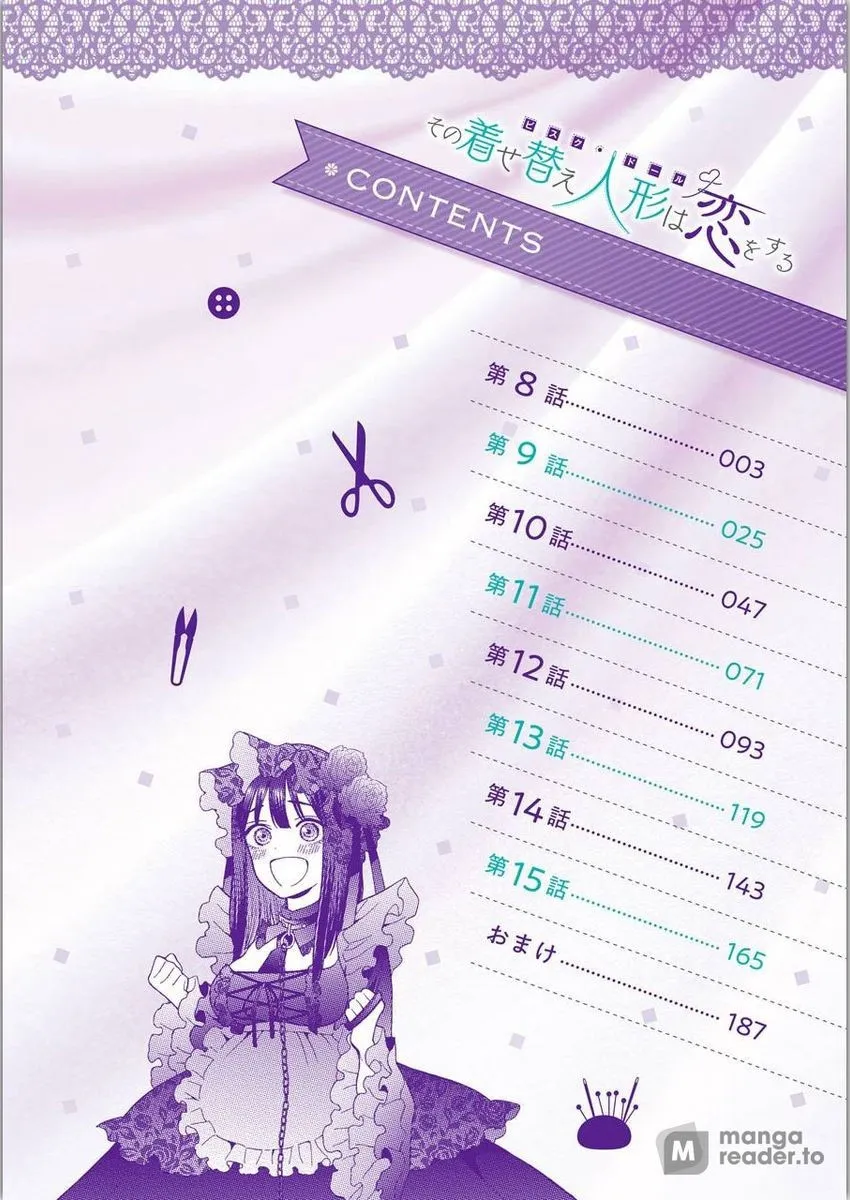 その着せ替え人形は恋をする
ビスク・ドール
CONTENTS
第8話 003
第9話 025
第10話 047
第11話 071
第12話 093
第13話 119
第14話 143
第15話 165
おまけ 187
M manga
reader.to